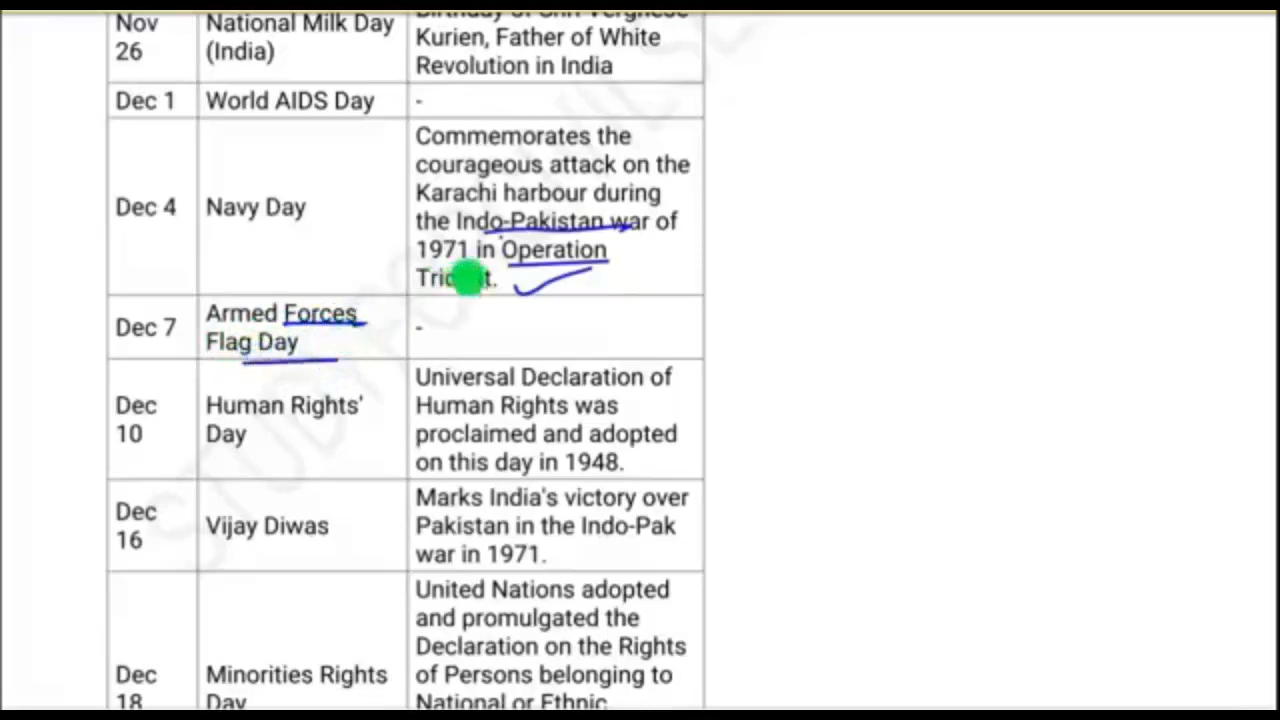 Nov
26
National Milk Day
(India)
Birthday of Shri Verghese
Kurien, Father of White
Revolution in India
Dec 1
World AIDS Day
-
Dec 4
Navy Day
Commemorates the
courageous attack on the
Karachi harbour during
the Indo-Pakistan war of
1971 in Operation
Dec 7
Armed Forces
Flag Day
-
Dec
10
Human Rights'
Day
Universal Declaration of
Human Rights was
proclaimed and adopted
on this day in 1948.
Dec
16
Vijay Diwas
Marks India's victory over
Pakistan in the Indo-Pak
war in 1971.
Dec
18
Minorities Rights
Day
United Nations adopted
and promulgated the
Declaration on the Rights
of Persons belonging to
National or Ethnic